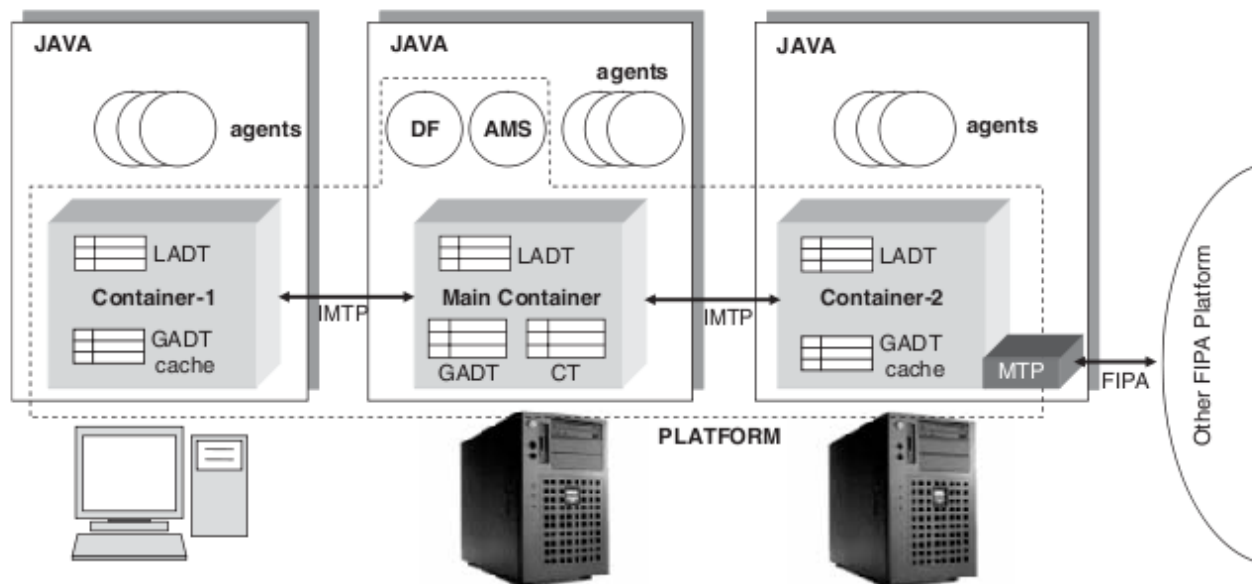 JAVA
agents
LADT
Container-1
GADT
cache
IMTP
JAVA
agents
DF
AMS
LADT
Main Container
GADT
CT
IMTP
JAVA
agents
LADT
Container-2
GADT
cache
MTP
FIPA
Other FIPA Platform
PLATFORM